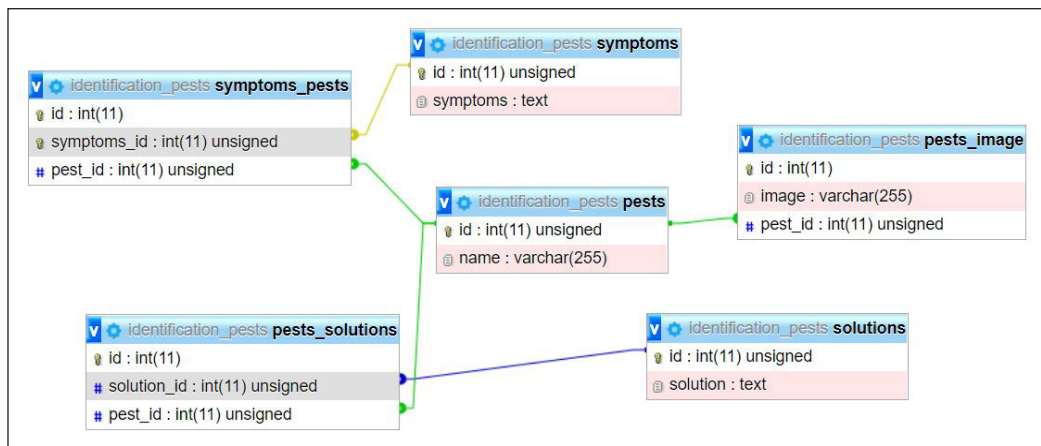 v identification_pests symptoms
id : int(11) unsigned
symptoms : text
v identification_pests symptoms_pests
id : int(11)
symptoms_id : int(11) unsigned
# pest_id : int(11) unsigned
v identification_pests pests_image
id : int(11)
image : varchar(255)
# pest_id : int(11) unsigned
v identification_pests pests
id : int(11) unsigned
name : varchar(255)
v identification_pests pests_solutions
id : int(11)
# solution_id : int(11) unsigned
# pest_id : int(11) unsigned
v identification_pests solutions
id : int(11) unsigned
solution : text